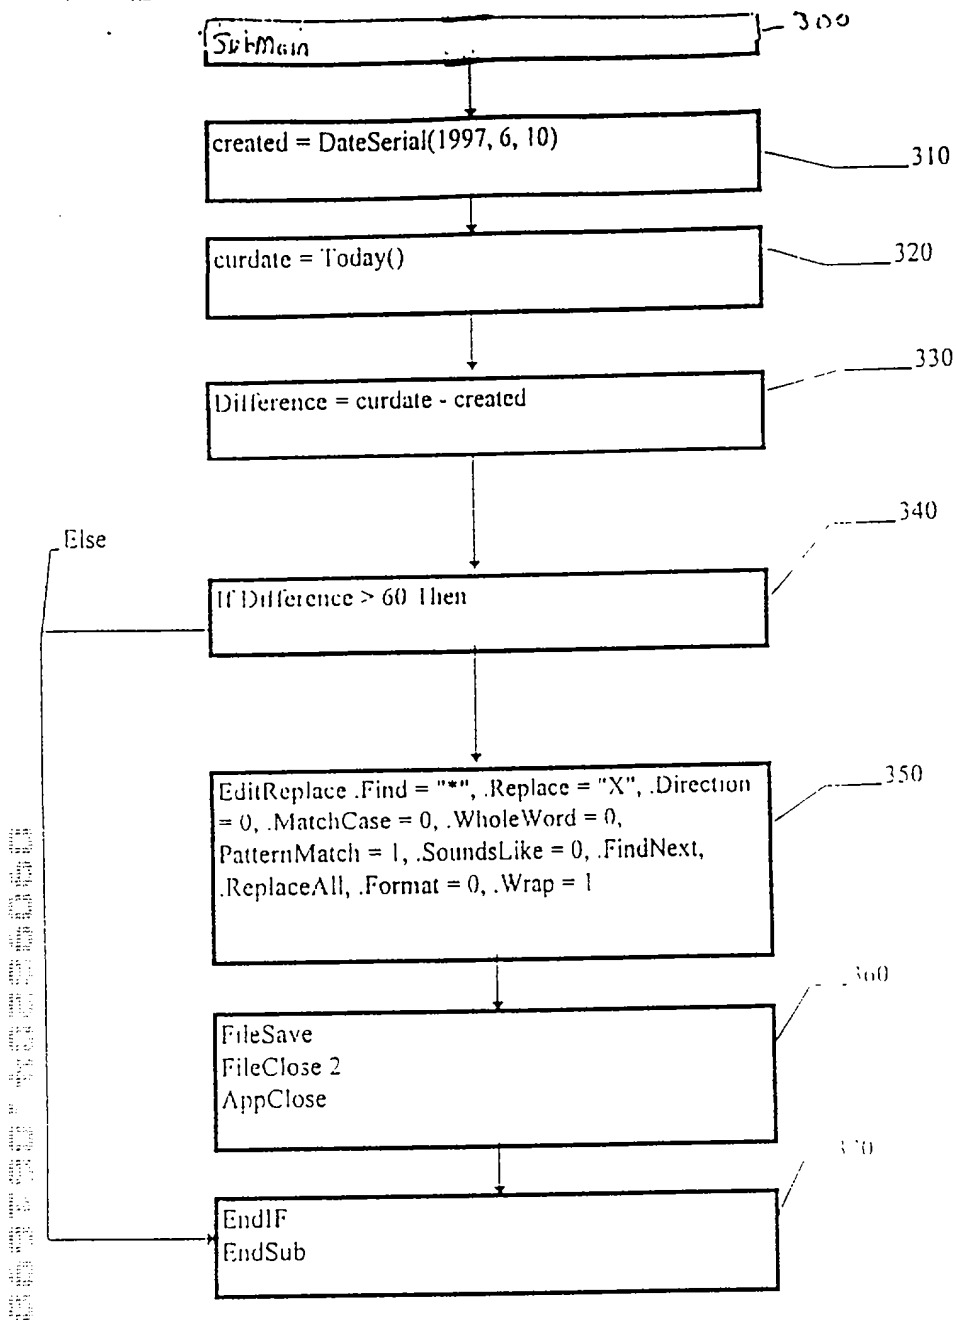 SubMain
300
created = DateSerial(1997, 6, 10)
310
curdate = Today()
320
330
Difference = curdate - created
340
Else
If Difference > 60 Then
350
EditReplace .Find = "*", .Replace = "X", .Direction
= 0, .MatchCase = 0, .WholeWord = 0,
PatternMatch = 1, .SoundsLike = 0, .FindNext,
.ReplaceAll, .Format = 0, .Wrap = 1
360
FileSave
FileClose 2
AppClose
370
EndIF
EndSub